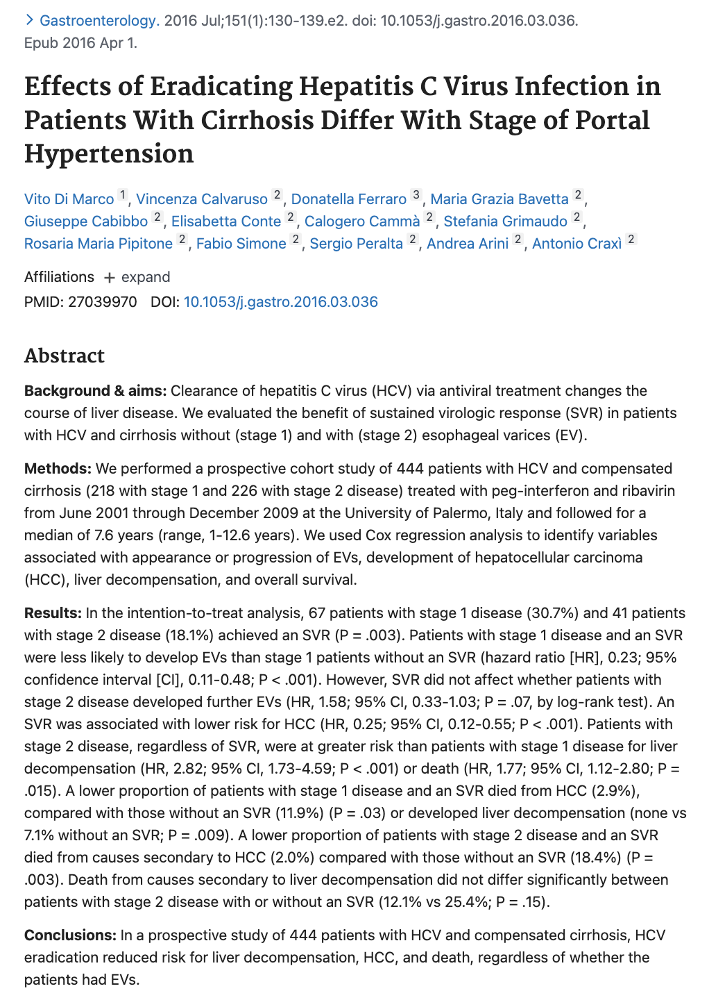 > Gastroenterology. 2016 Jul;151(1):130-139.e2. doi: 10.1053/j.gastro.2016.03.036.
Epub 2016 Apr 1.
Effects of Eradicating Hepatitis C Virus Infection in
Patients With Cirrhosis Differ With Stage of Portal
Hypertension
Vito Di Marco 1, Vincenza Calvaruso 2, Donatella Ferraro 3, Maria Grazia Bavetta 2,
Giuseppe Cabibbo 2, Elisabetta Conte 2, Calogero Cammà 2, Stefania Grimaudo 2,
Rosaria Maria Pipitone 2, Fabio Simone 2, Sergio Peralta 2, Andrea Arini 2, Antonio Craxì 2
Affiliations + expand
PMID: 27039970 DOI: 10.1053/j.gastro.2016.03.036
Abstract
Background & aims: Clearance of hepatitis C virus (HCV) via antiviral treatment changes the
course of liver disease. We evaluated the benefit of sustained virologic response (SVR) in patients
with HCV and cirrhosis without (stage 1) and with (stage 2) esophageal varices (EV).
Methods: We performed a prospective cohort study of 444 patients with HCV and compensated
cirrhosis (218 with stage 1 and 226 with stage 2 disease) treated with peg-interferon and ribavirin
from June 2001 through December 2009 at the University of Palermo, Italy and followed for a
median of 7.6 years (range, 1-12.6 years). We used Cox regression analysis to identify variables
associated with appearance or progression of EVs, development of hepatocellular carcinoma
(HCC), liver decompensation, and overall survival.
Results: In the intention-to-treat analysis, 67 patients with stage 1 disease (30.7%) and 41 patients
with stage 2 disease (18.1%) achieved an SVR (P = .003). Patients with stage 1 disease and an SVR
were less likely to develop EVs than stage 1 patients without an SVR (hazard ratio [HR], 0.23; 95%
confidence interval [CI], 0.11-0.48; P < .001). However, SVR did not affect whether patients with
stage 2 disease developed further EVs (HR, 1.58; 95% CI, 0.33-1.03; P = .07, by log-rank test). An
SVR was associated with lower risk for HCC (HR, 0.25; 95% CI, 0.12-0.55; P < .001). Patients with
stage 2 disease, regardless of SVR, were at greater risk than patients with stage 1 disease for liver
decompensation (HR, 2.82; 95% CI, 1.73-4.59; P < .001) or death (HR, 1.77; 95% CI, 1.12-2.80; P =
.015). A lower proportion of patients with stage 1 disease and an SVR died from HCC (2.9%),
compared with those without an SVR (11.9%) (P = .03) or developed liver decompensation (none vs
7.1% without an SVR; P = .009). A lower proportion of patients with stage 2 disease and an SVR
died from causes secondary to HCC (2.0%) compared with those without an SVR (18.4%) (P =
.003). Death from causes secondary to liver decompensation did not differ significantly between
patients with stage 2 disease with or without an SVR (12.1% vs 25.4%; P = .15).
Conclusions: In a prospective study of 444 patients with HCV and compensated cirrhosis, HCV
eradication reduced risk for liver decompensation, HCC, and death, regardless of whether the
patients had EVs.